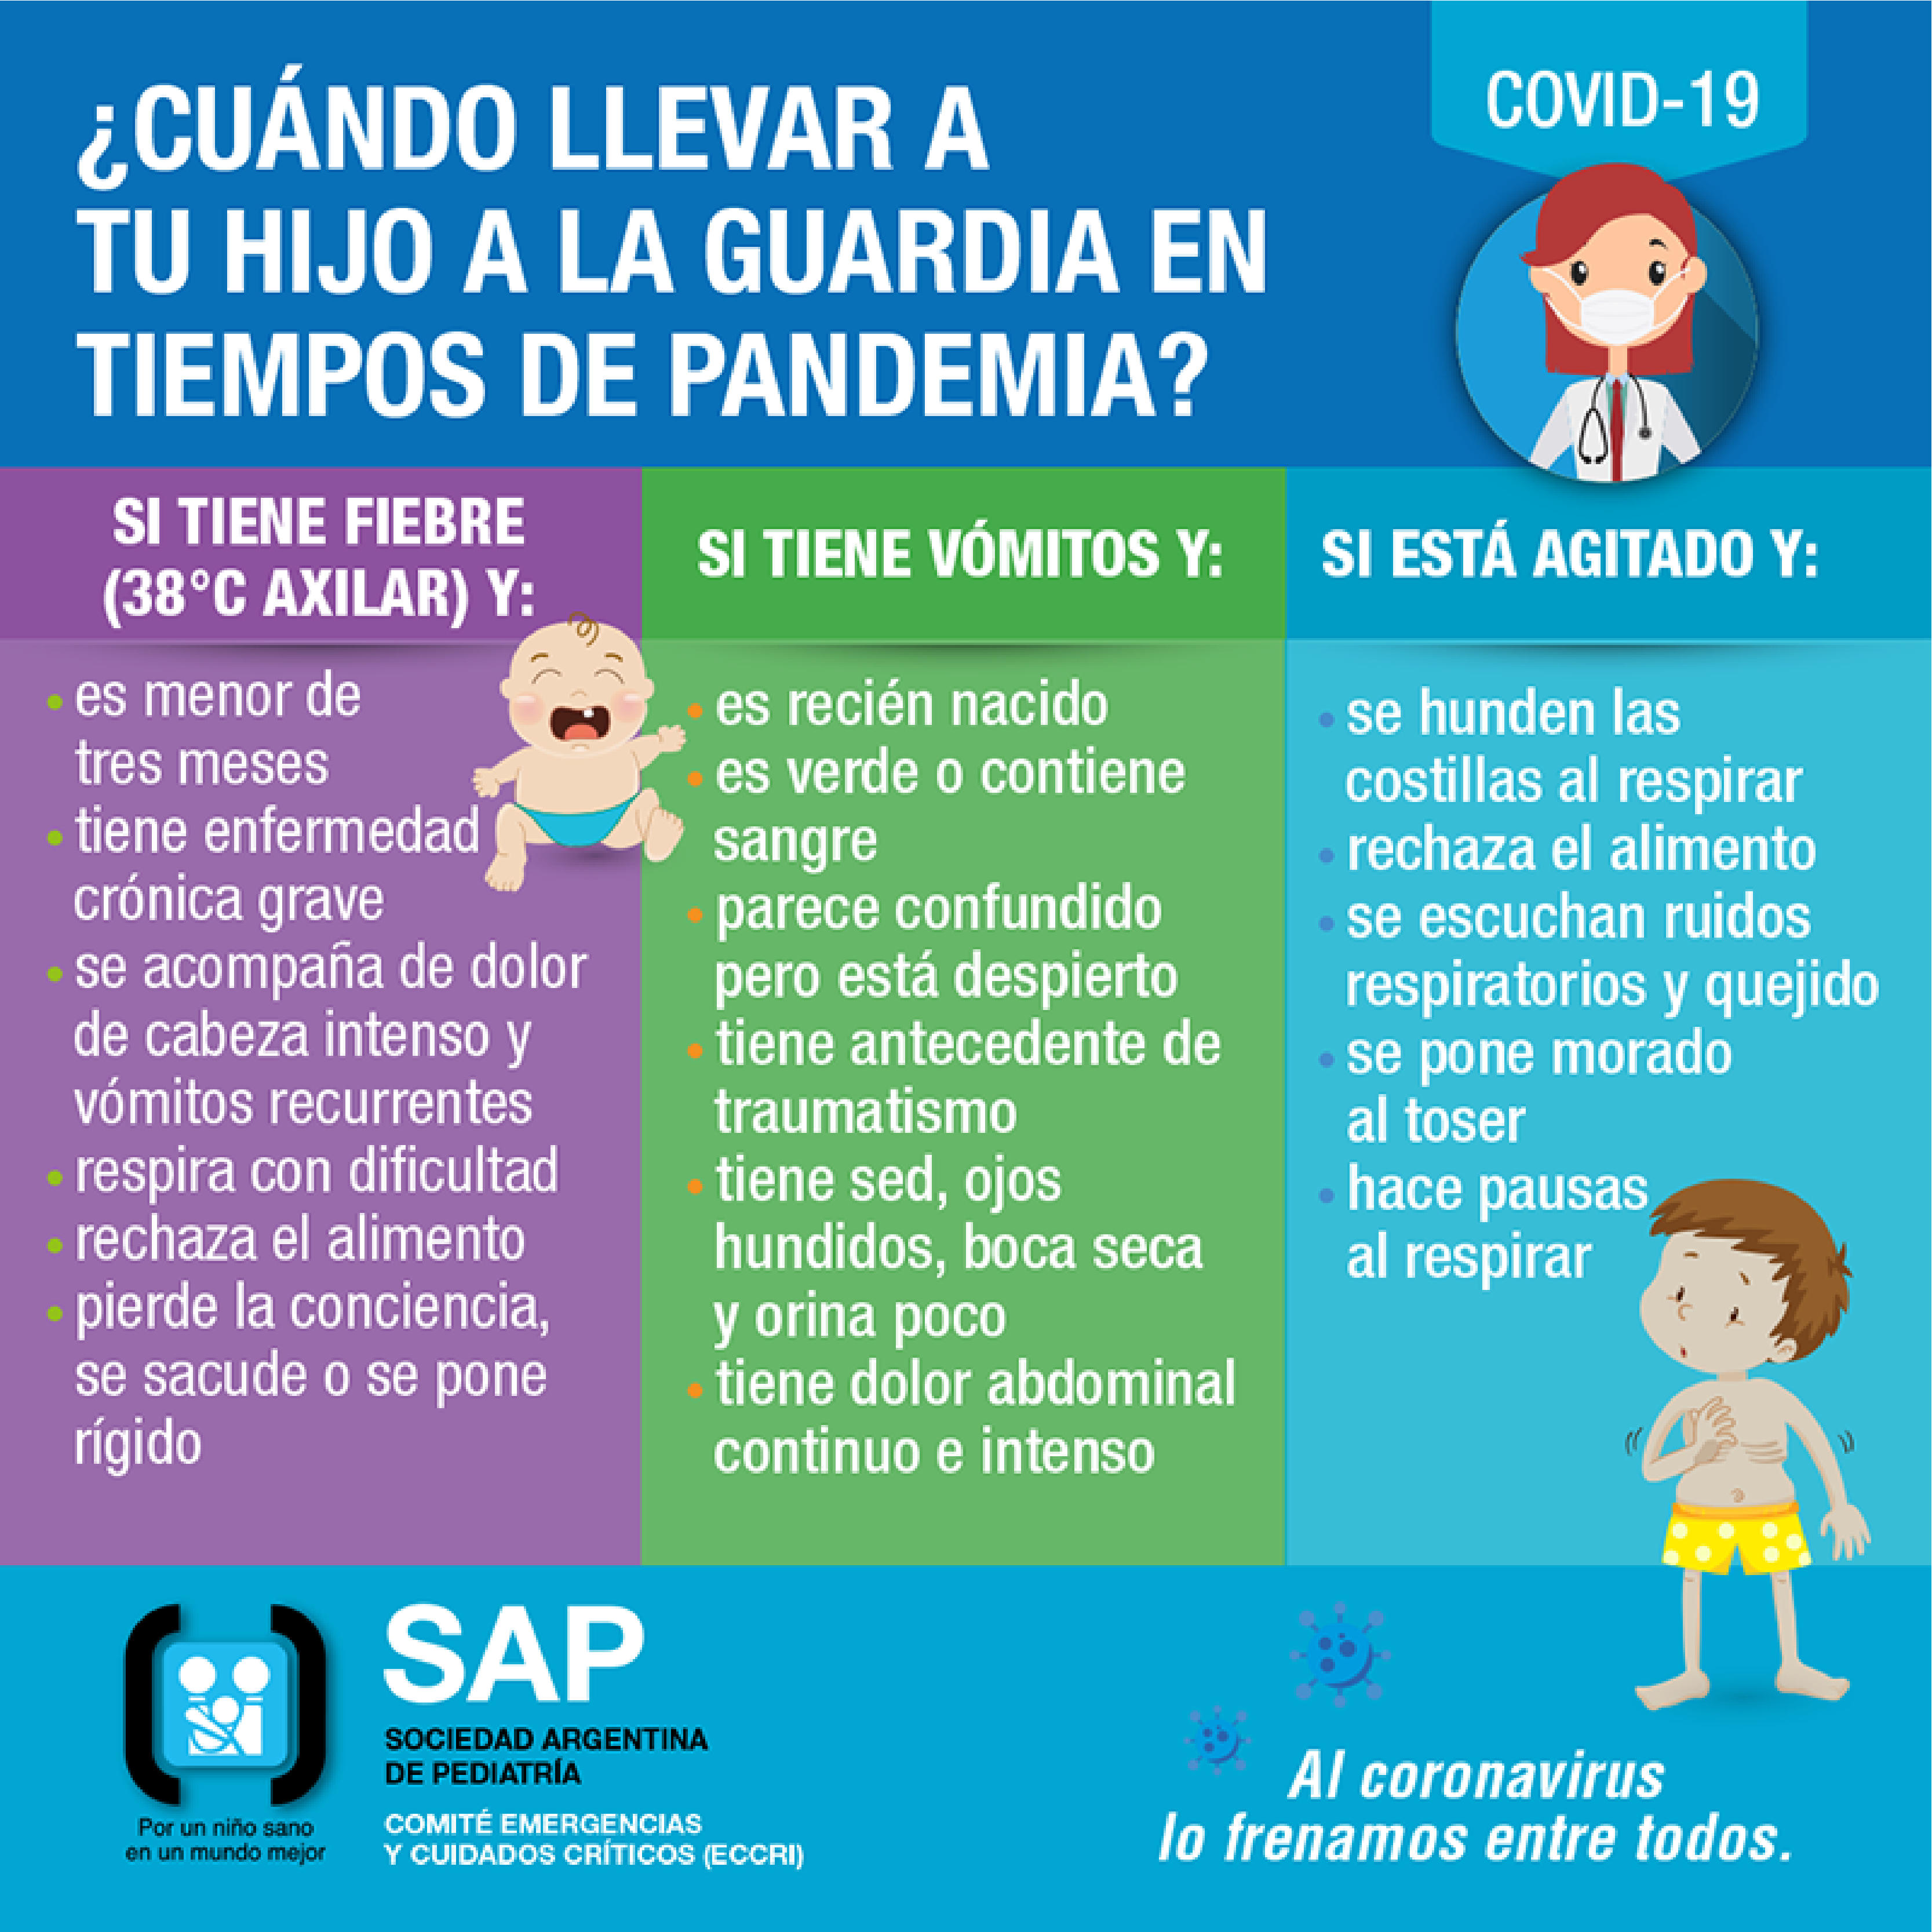 ¿CUÁNDO LLEVAR A
TU HIJO A LA GUARDIA EN
TIEMPOS DE PANDEMIA?
COVID-19
SI TIENE FIEBRE
(38°C AXILAR) Y:
• es menor de
tres meses
• tiene enfermedad
crónica grave
• se acompaña de dolor
de cabeza intenso y
vómitos recurrentes
• respira con dificultad
• rechaza el alimento
• pierde la conciencia,
se sacude o se pone
rígido
SI TIENE VÓMITOS Y:
• es recién nacido
• es verde o contiene
sangre
• parece confundido
pero está despierto
• tiene antecedente de
traumatismo
• tiene sed, ojos
hundidos, boca seca
y orina poco
• tiene dolor abdominal
continuo e intenso
SI ESTÁ AGITADO Y:
• se hunden las
costillas al respirar
• rechaza el alimento
• se escuchan ruidos
respiratorios y quejido
• se pone morado
al toser
• hace pausas
al respirar
Por un niño sano
en un mundo mejor
SAP
SOCIEDAD ARGENTINA
DE PEDIATRÍA
COMITÉ EMERGENCIAS
Y CUIDADOS CRÍTICOS (ECCRI)
Al coronavirus
lo frenamos entre todos.